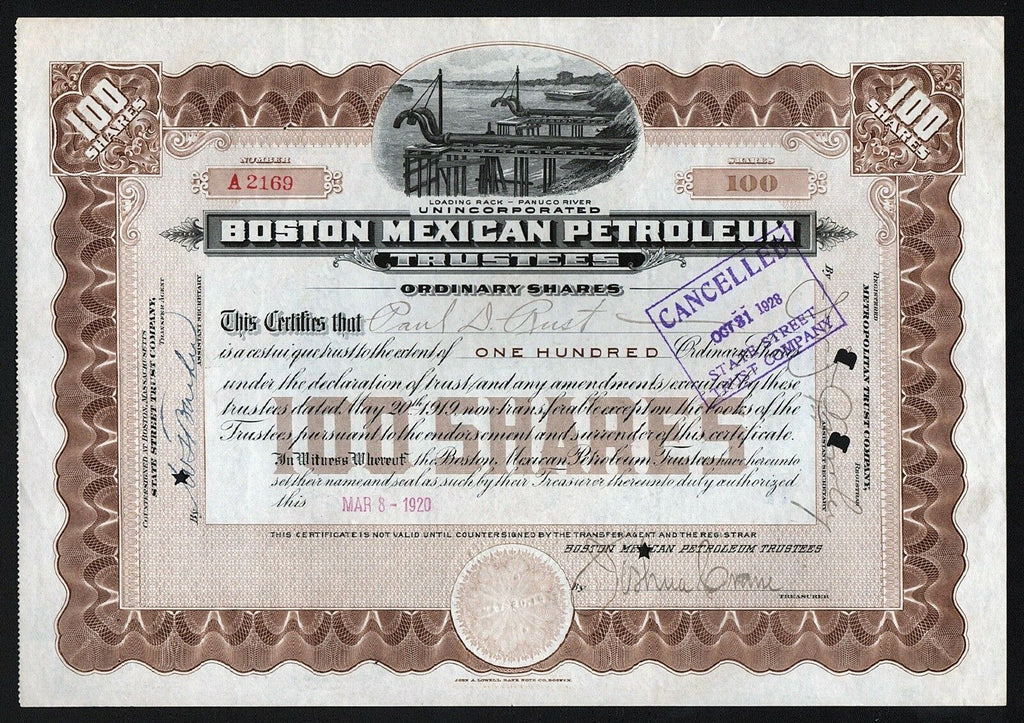 100 SHARES
100 SHARES
NUMBER
A 2169
SHARES
100
LOADING RACK – PANUCO RIVER
UNINCORPORATED
BOSTON MEXICAN PETROLEUM
TRUSTEES
ORDINARY SHARES
This Certifies that Paul D. Rust
is a cestui que trust to the extent of ONE HUNDRED Ordinary Shares
under the declaration of trust and any amendments executed by these
trustees dated May 20th 1919 non-transferable except on the books of the
Trustees pursuant to the endorsement and surrender of this certificate.
100 SHARES
In Witness Whereof the Boston Mexican Petroleum Trustees have hereunto
set their name and seal as such by their Treasurer thereunto duly authorized
this MAR 8 - 1920
THIS CERTIFICATE IS NOT VALID UNTIL COUNTERSIGNED BY THE TRANSFER AGENT AND THE REGISTRAR
BOSTON MEXICAN PETROLEUM TRUSTEES
By Joshua Crane
TREASURER
CANCELLED
OCT 31 1928
STATE STREET
TRUST COMPANY
COUNTERSIGNED AT BOSTON, MASSACHUSETTS
STATE STREET TRUST COMPANY,
TRANSFER AGENT
By
ASSISTANT SECRETARY
REGISTERED
METROPOLITAN TRUST COMPANY,
REGISTRAR
By
ASSISTANT SECRETARY
JOHN A. LOWELL BANK NOTE CO. BOSTON.